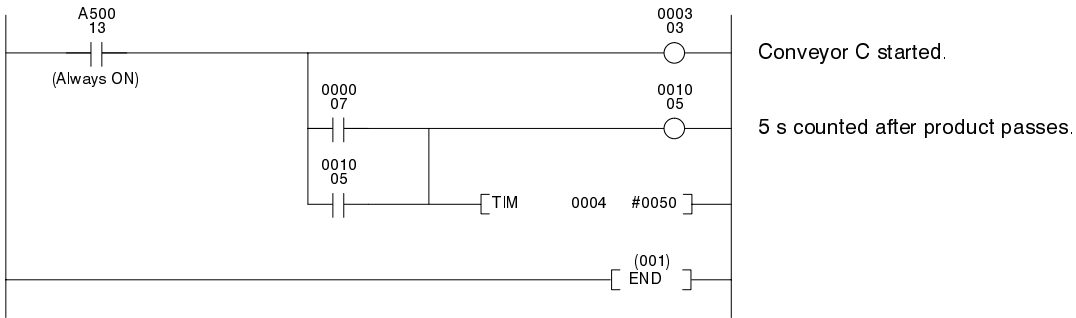 A500
13
(Always ON)
0003
03
Conveyor C started.
0000
07
0010
05
5 s counted after product passes.
0010
05
TIM 0004 #0050
(001)
END